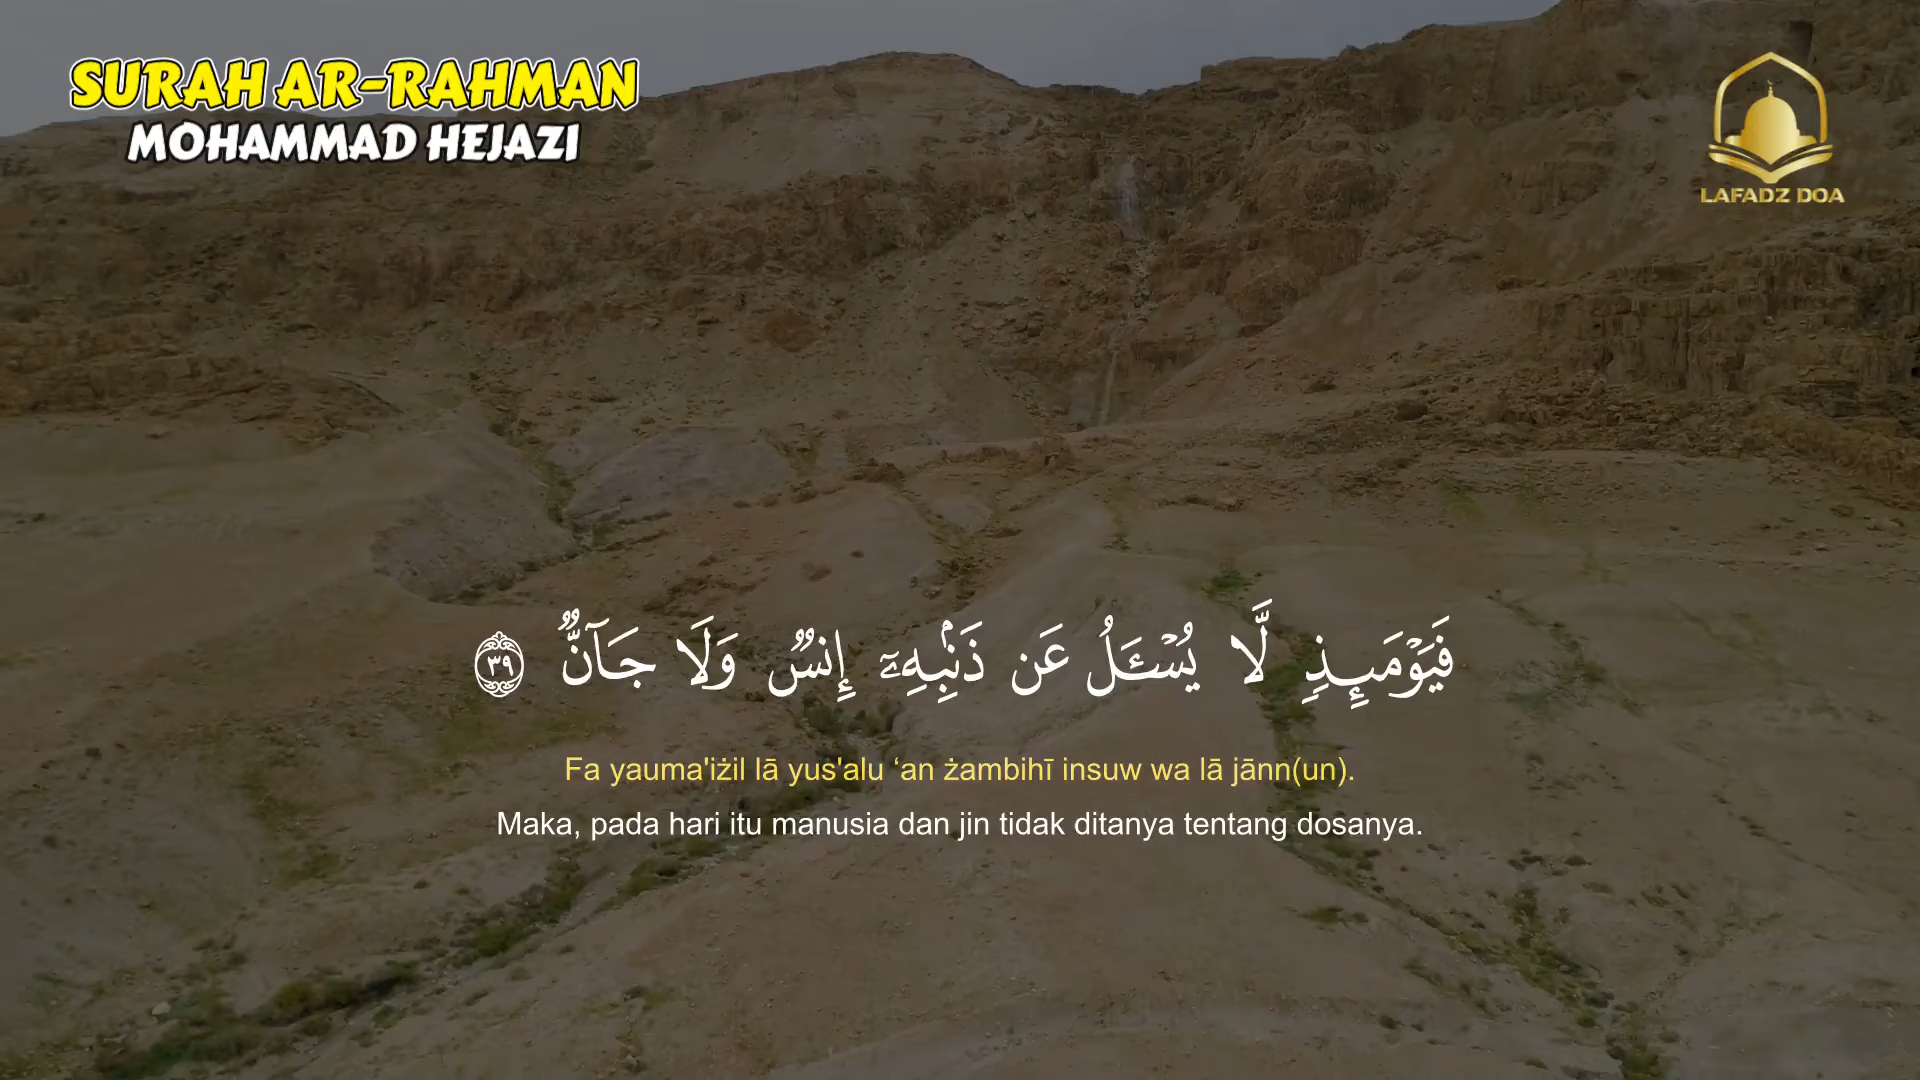 SURAH AR-RAHMAN
MOHAMMAD HEJAZI
LAFADZ DOA
فَيَوْمَئِذٍ لَّا يُسْـَٔلُ عَن ذَنۢبِهِۦٓ إِنسٌ وَلَا جَآنٌّ ٣٩
Fa yauma'iżil lā yus'alu ‘an żambihī insuw wa lā jānn(un).
Maka, pada hari itu manusia dan jin tidak ditanya tentang dosanya.